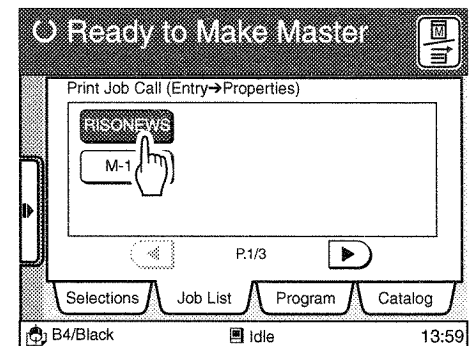 Ready to Make Master
Print Job Call (Entry➔Properties)
RISONEWS
M-1
P.1/3
Selections Job List Program Catalog
B4/Black Idle 13:59